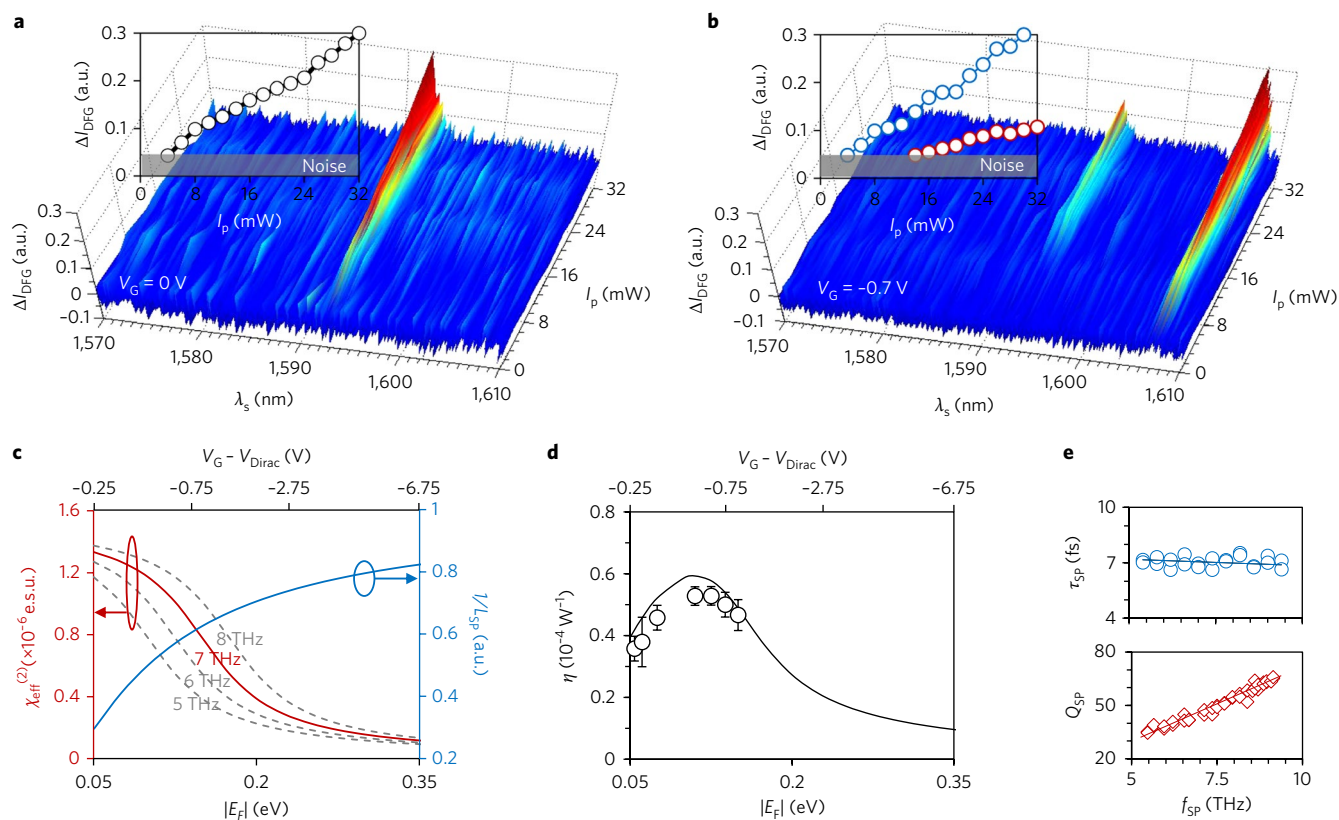 a
ΔI_DFG (a.u.)
0.3
0.2
0.1
0
Noise
0 8 16 24 32
I_p (mW)
V_G = 0 V
ΔI_DFG (a.u.)
0.3
0.2
0.1
0
−0.1
1,570
1,580
1,590
1,600
1,610
λ_s (nm)
0
8
16
24
32
I_p (mW)
b
ΔI_DFG (a.u.)
0.3
0.2
0.1
0
Noise
0 8 16 24 32
I_p (mW)
V_G = −0.7 V
ΔI_DFG (a.u.)
0.3
0.2
0.1
0
−0.1
1,570
1,580
1,590
1,600
1,610
λ_s (nm)
0
8
16
24
32
I_p (mW)
c
V_G − V_Dirac (V)
−0.25 −0.75 −2.75 −6.75
χ_eff^(2) (×10^−6 e.s.u.)
1.6
1.2
0.8
0.4
0
8 THz
7 THz
6 THz
5 THz
1
0.8
0.6
0.4
0.2
1/L_SP (a.u.)
0.05 0.2 0.35
|E_F| (eV)
d
V_G − V_Dirac (V)
−0.25 −0.75 −2.75 −6.75
η (10^−4 W^−1)
0.8
0.6
0.4
0.2
0
0.05 0.2 0.35
|E_F| (eV)
e
τ_SP (fs)
10
7
4
Q_SP
80
60
40
20
5 7.5 10
f_SP (THz)